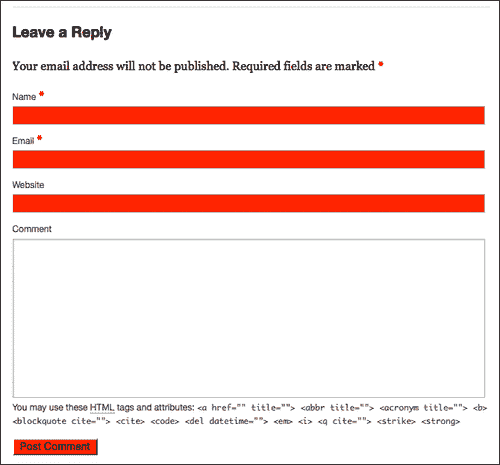 Leave a Reply
Your email address will not be published. Required fields are marked *
Name *
Email *
Website
Comment
You may use these HTML tags and attributes: <a href="" title=""> <abbr title=""> <acronym title=""> <b>
<blockquote cite=""> <cite> <code> <del datetime=""> <em> <i> <q cite=""> <strike> <strong>
Post Comment